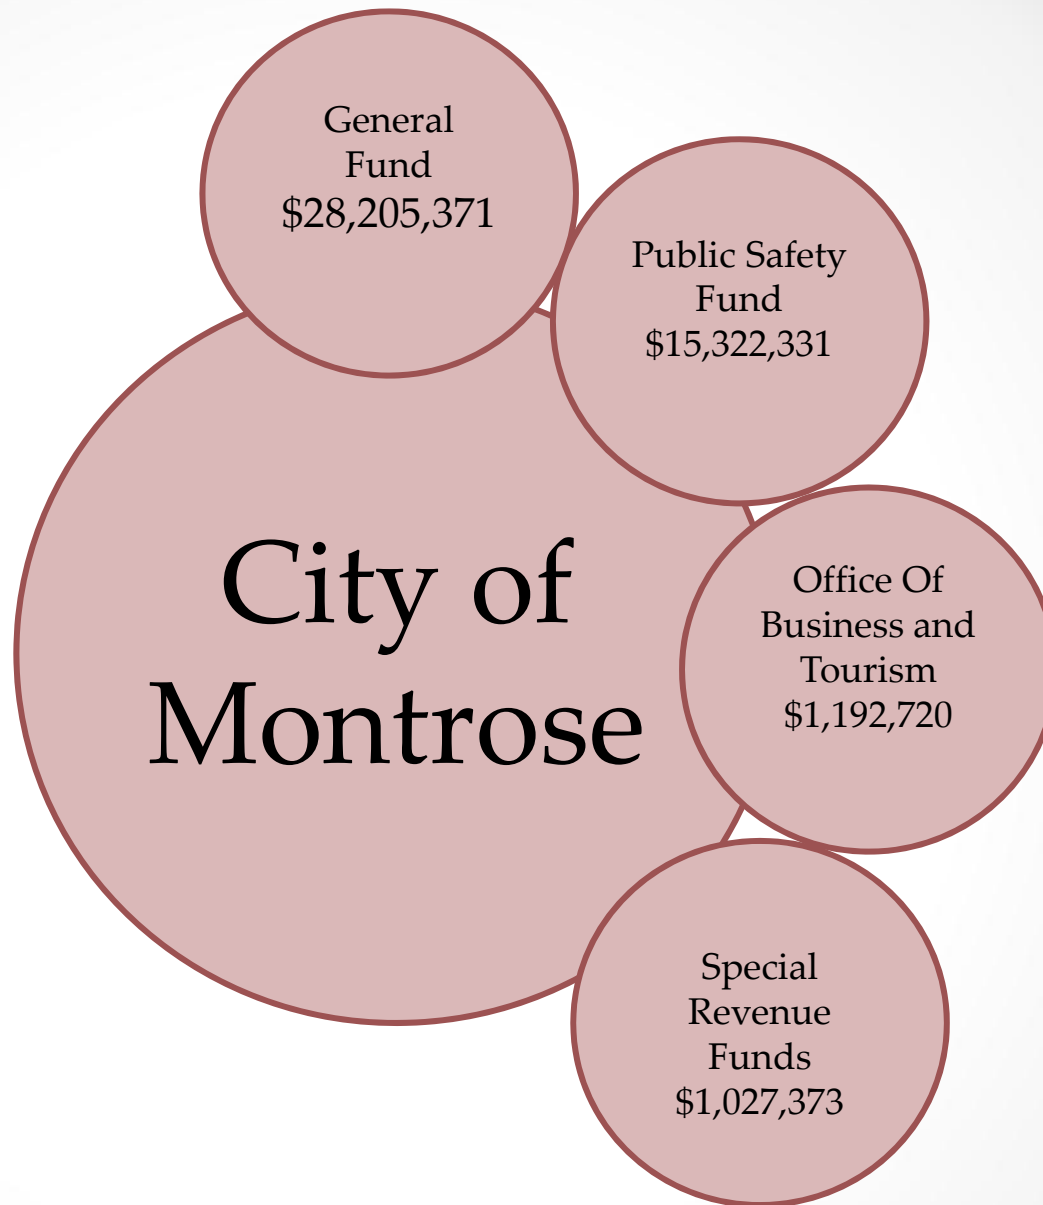 General
Fund
$28,205,371
Public Safety
Fund
$15,322,331
Office Of
Business and
Tourism
$1,192,720
City of
Montrose
Special
Revenue
Funds
$1,027,373